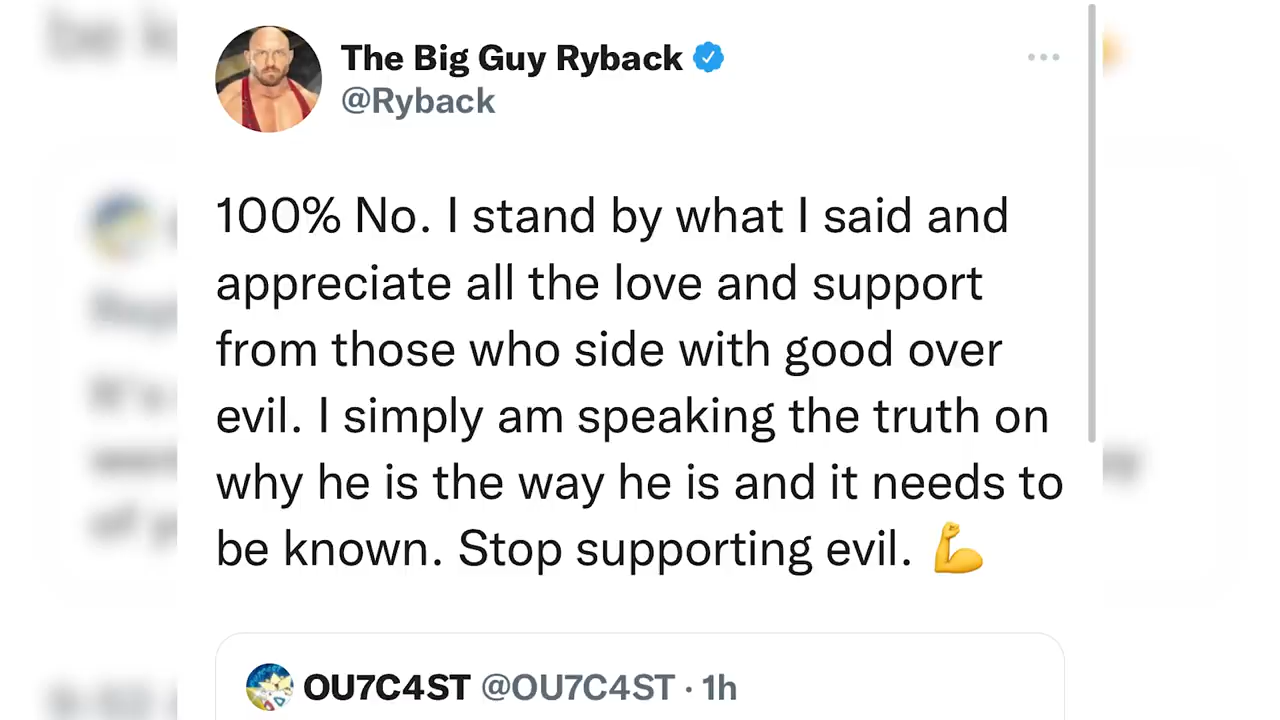 The Big Guy Ryback
@Ryback
100% No. I stand by what I said and
appreciate all the love and support
from those who side with good over
evil. I simply am speaking the truth on
why he is the way he is and it needs to
be known. Stop supporting evil. 💪
OU7C4ST @OU7C4ST · 1h